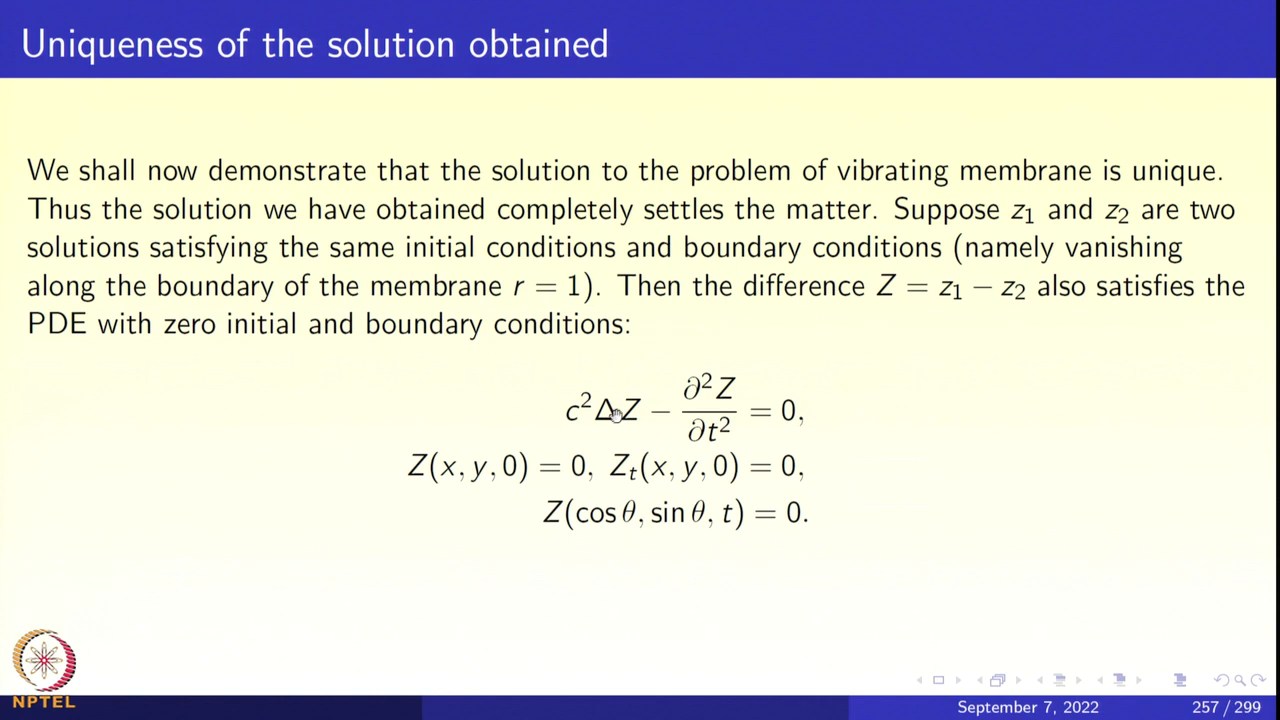 Uniqueness of the solution obtained
We shall now demonstrate that the solution to the problem of vibrating membrane is unique.
Thus the solution we have obtained completely settles the matter. Suppose z₁ and z₂ are two
solutions satisfying the same initial conditions and boundary conditions (namely vanishing
along the boundary of the membrane r = 1). Then the difference Z = z₁ − z₂ also satisfies the
PDE with zero initial and boundary conditions:
c²ΔZ − ∂²Z/∂t² = 0,
Z(x, y, 0) = 0, Zₜ(x, y, 0) = 0,
Z(cos θ, sin θ, t) = 0.
NPTEL
September 7, 2022 257 / 299